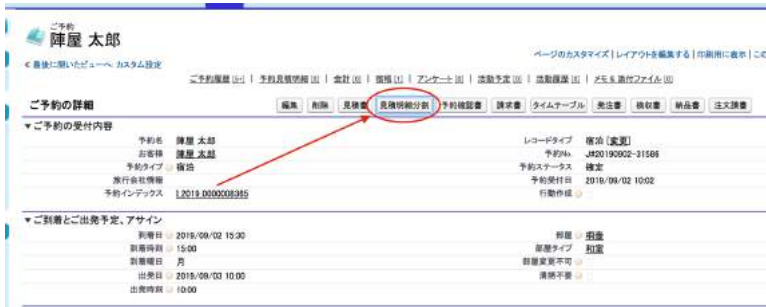 ご予約
陣屋 太郎
ページのカスタマイズ | レイアウトを編集する | 印刷用に表示 | この
« 最後に開いたビューへ: カスタム設定
ご予約履歴 [5+] | 予約見積明細 [5] | 会計 [0] | 宿帳 [1] | アンケート [0] | 活動予定 [0] | 活動履歴 [0] | メモ & 添付ファイル [0]
ご予約の詳細 編集 削除 見積書 見積明細分割 予約確認書 請求書 タイムテーブル 発注書 検収書 納品書 注文請書
▼ご予約の受付内容
予約名 陣屋 太郎 レコードタイプ 宿泊 [変更]
お客様 陣屋 太郎 予約No. J#20190902-31586
予約タイプ 宿泊 予約ステータス 確定
旅行会社情報 予約受付日 2019/09/02 10:02
予約インデックス I.2019.0000008365 行動作成
▼ご到着とご出発予定、アサイン
到着日 2019/09/02 15:30 部屋 明星
到着時刻 15:00 部屋タイプ 和室
到着曜日 月 部屋変更不可
出発日 2019/09/03 10:00 清掃不要
出発時刻 10:00